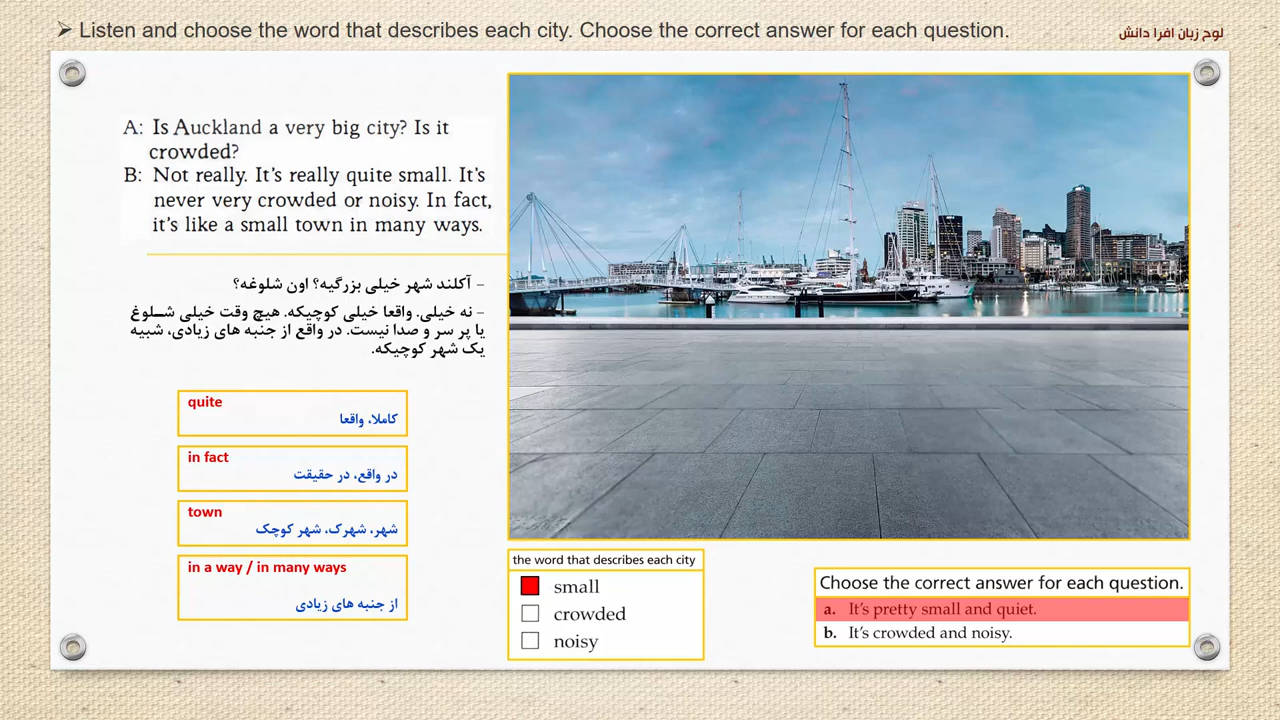 ➢ Listen and choose the word that describes each city. Choose the correct answer for each question.
لوح زبان افرا دانش
A: Is Auckland a very big city? Is it
crowded?
B: Not really. It's really quite small. It's
never very crowded or noisy. In fact,
it's like a small town in many ways.
- آکلند شهر خیلی بزرگیه؟ اون شلوغه؟
- نه خیلی. واقعا خیلی کوچیکه. هیچ وقت خیلی شـلوغ
یا پر سر و صدا نیست. در واقع از جنبه های زیادی، شبیه
یک شهر کوچیکه.
quite
کاملا، واقعا
in fact
در واقع، در حقیقت
town
شهر، شهرک، شهر کوچک
in a way / in many ways
از جنبه های زیادی
the word that describes each city
small
crowded
noisy
Choose the correct answer for each question.
a. It's pretty small and quiet.
b. It's crowded and noisy.